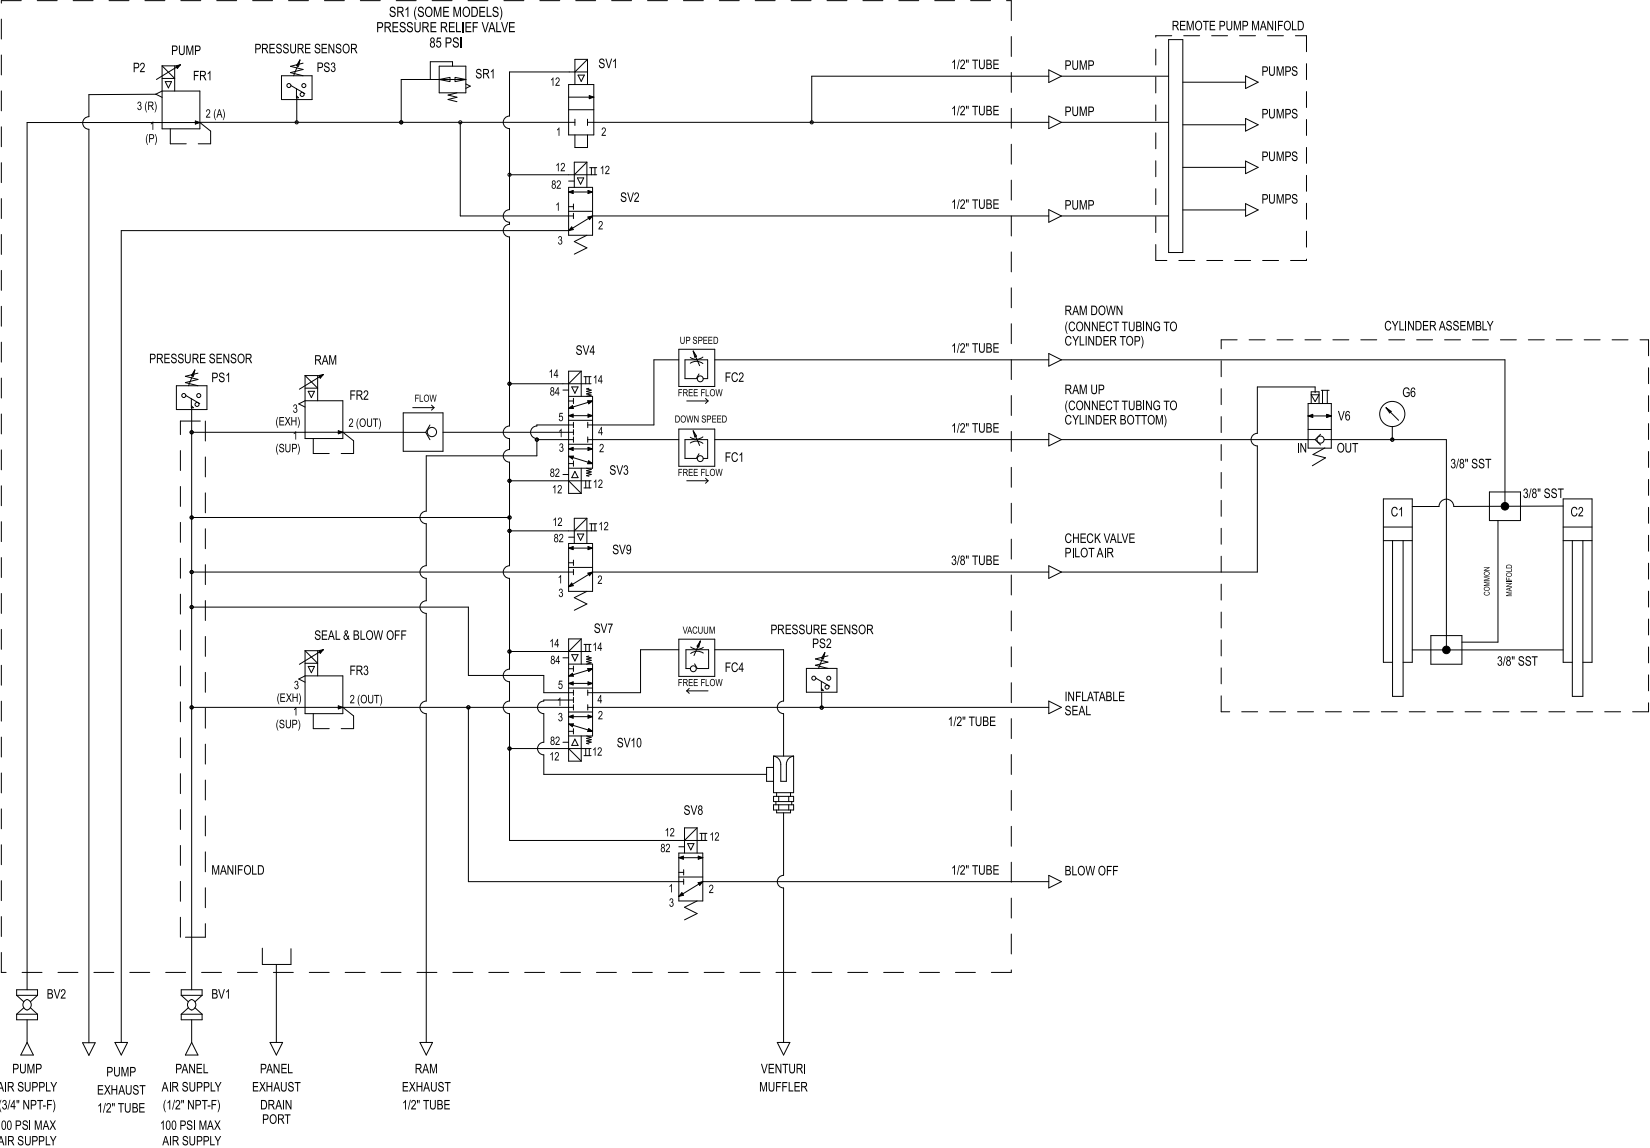 SR1 (SOME MODELS)
PRESSURE RELIEF VALVE
85 PSI
REMOTE PUMP MANIFOLD
PUMP
P2
FR1
3 (R)
2 (A)
1
(P)
PRESSURE SENSOR
PS3
SR1
SV1
12
1
2
1/2" TUBE
PUMP
1/2" TUBE
PUMP
PUMPS
PUMPS
PUMPS
PUMPS
12
12
82
SV2
1
2
3
1/2" TUBE
PUMP
PRESSURE SENSOR
PS1
RAM
FR2
3
(EXH)
2 (OUT)
1
(SUP)
FLOW
SV4
14
14
84
5
1
4
3
2
SV3
82
12
12
UP SPEED
FC2
FREE FLOW
DOWN SPEED
FC1
FREE FLOW
1/2" TUBE
RAM DOWN
(CONNECT TUBING TO
CYLINDER TOP)
1/2" TUBE
RAM UP
(CONNECT TUBING TO
CYLINDER BOTTOM)
CYLINDER ASSEMBLY
V6
G6
IN
OUT
3/8" SST
3/8" SST
C1
C2
COMMON
MANIFOLD
3/8" SST
12
12
82
SV9
1
2
3
3/8" TUBE
CHECK VALVE
PILOT AIR
SEAL & BLOW OFF
FR3
3
(EXH)
2 (OUT)
1
(SUP)
SV7
14
14
84
5
1
4
3
2
SV10
82
12
12
VACUUM
FC4
FREE FLOW
PRESSURE SENSOR
PS2
1/2" TUBE
INFLATABLE
SEAL
SV8
12
12
82
1
2
3
1/2" TUBE
BLOW OFF
MANIFOLD
BV2
BV1
PUMP
AIR SUPPLY
(3/4" NPT-F)
00 PSI MAX
AIR SUPPLY
PUMP
EXHAUST
1/2" TUBE
PANEL
AIR SUPPLY
(1/2" NPT-F)
100 PSI MAX
AIR SUPPLY
PANEL
EXHAUST
DRAIN
PORT
RAM
EXHAUST
1/2" TUBE
VENTURI
MUFFLER